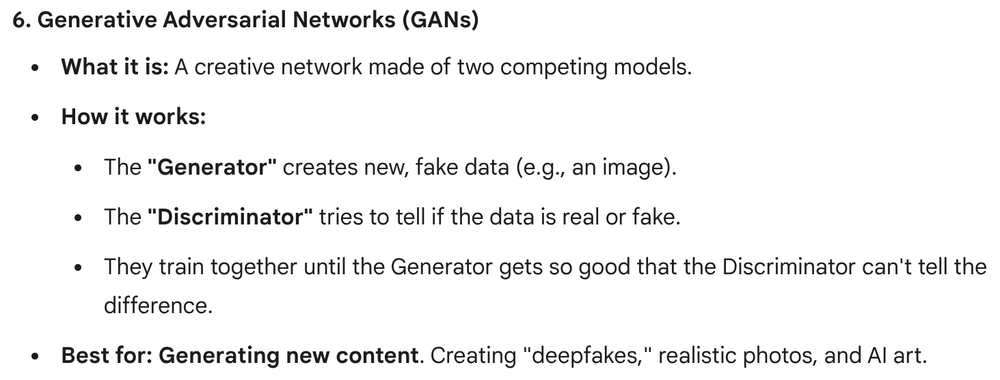 6. Generative Adversarial Networks (GANs)
• What it is: A creative network made of two competing models.
• How it works:
• The "Generator" creates new, fake data (e.g., an image).
• The "Discriminator" tries to tell if the data is real or fake.
• They train together until the Generator gets so good that the Discriminator can't tell the
difference.
• Best for: Generating new content. Creating "deepfakes," realistic photos, and AI art.